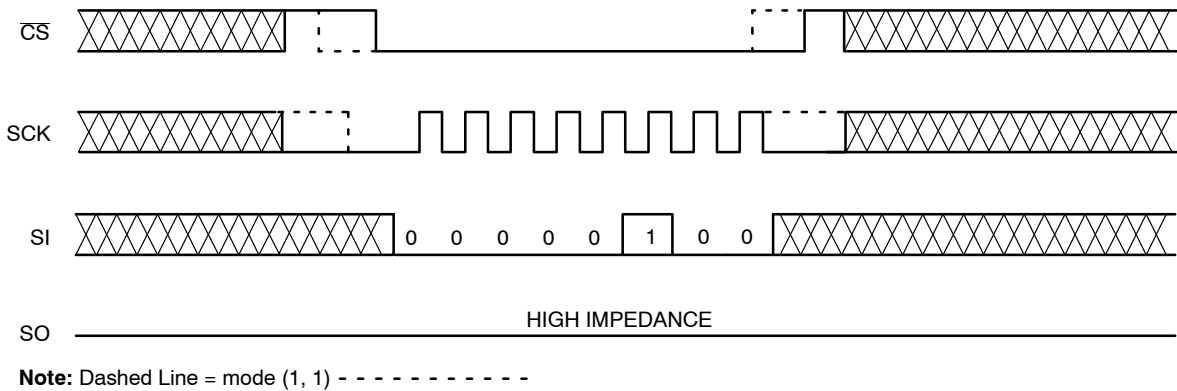 CS
SCK
SI 0 0 0 0 0 1 0 0
SO HIGH IMPEDANCE
Note: Dashed Line = mode (1, 1) - - - - - - - - - - - -